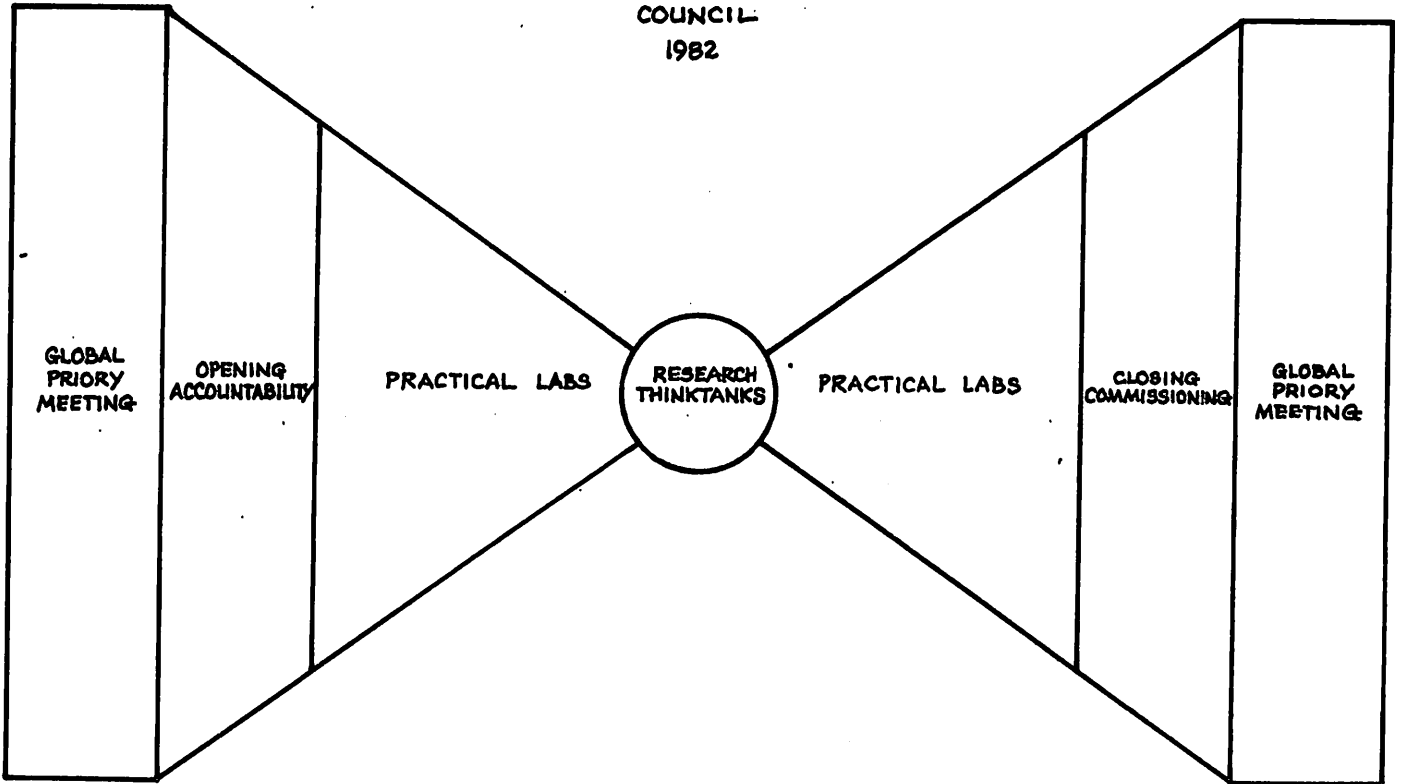 COUNCIL
1982
GLOBAL
PRIORY
MEETING
OPENING
ACCOUNTABILITY
PRACTICAL LABS
RESEARCH
THINKTANKS
PRACTICAL LABS
CLOSING
COMMISSIONING
GLOBAL
PRIORY
MEETING